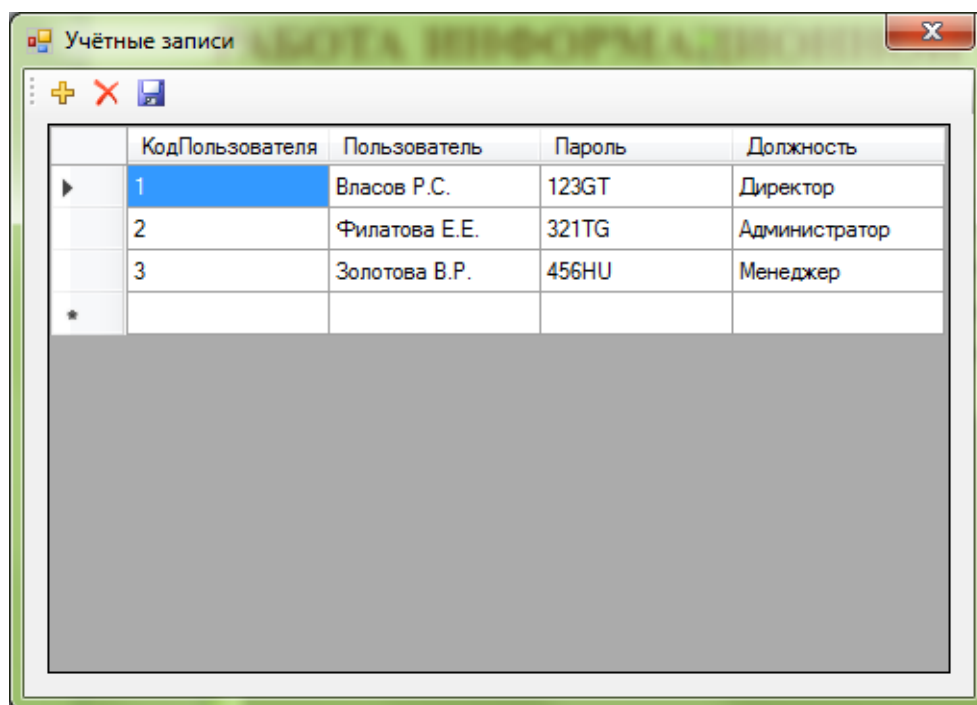 Учётные записи
КодПользователя Пользователь Пароль Должность
1 Власов Р.С. 123GT Директор
2 Филатова Е.Е. 321TG Администратор
3 Золотова В.Р. 456HU Менеджер